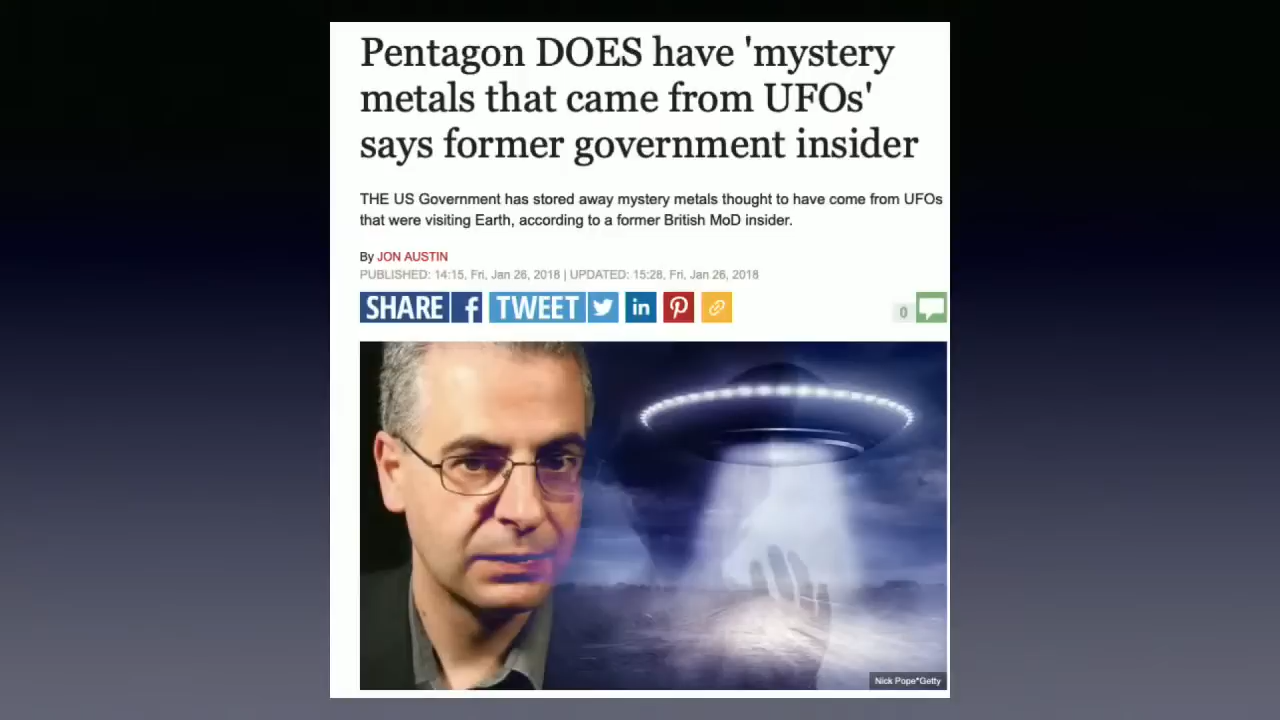 Pentagon DOES have 'mystery
metals that came from UFOs'
says former government insider
THE US Government has stored away mystery metals thought to have come from UFOs
that were visiting Earth, according to a former British MoD insider.
By JON AUSTIN
PUBLISHED: 14:15, Fri, Jan 26, 2018 | UPDATED: 15:28, Fri, Jan 26, 2018
SHARE f TWEET in 0
Nick Pope*Getty